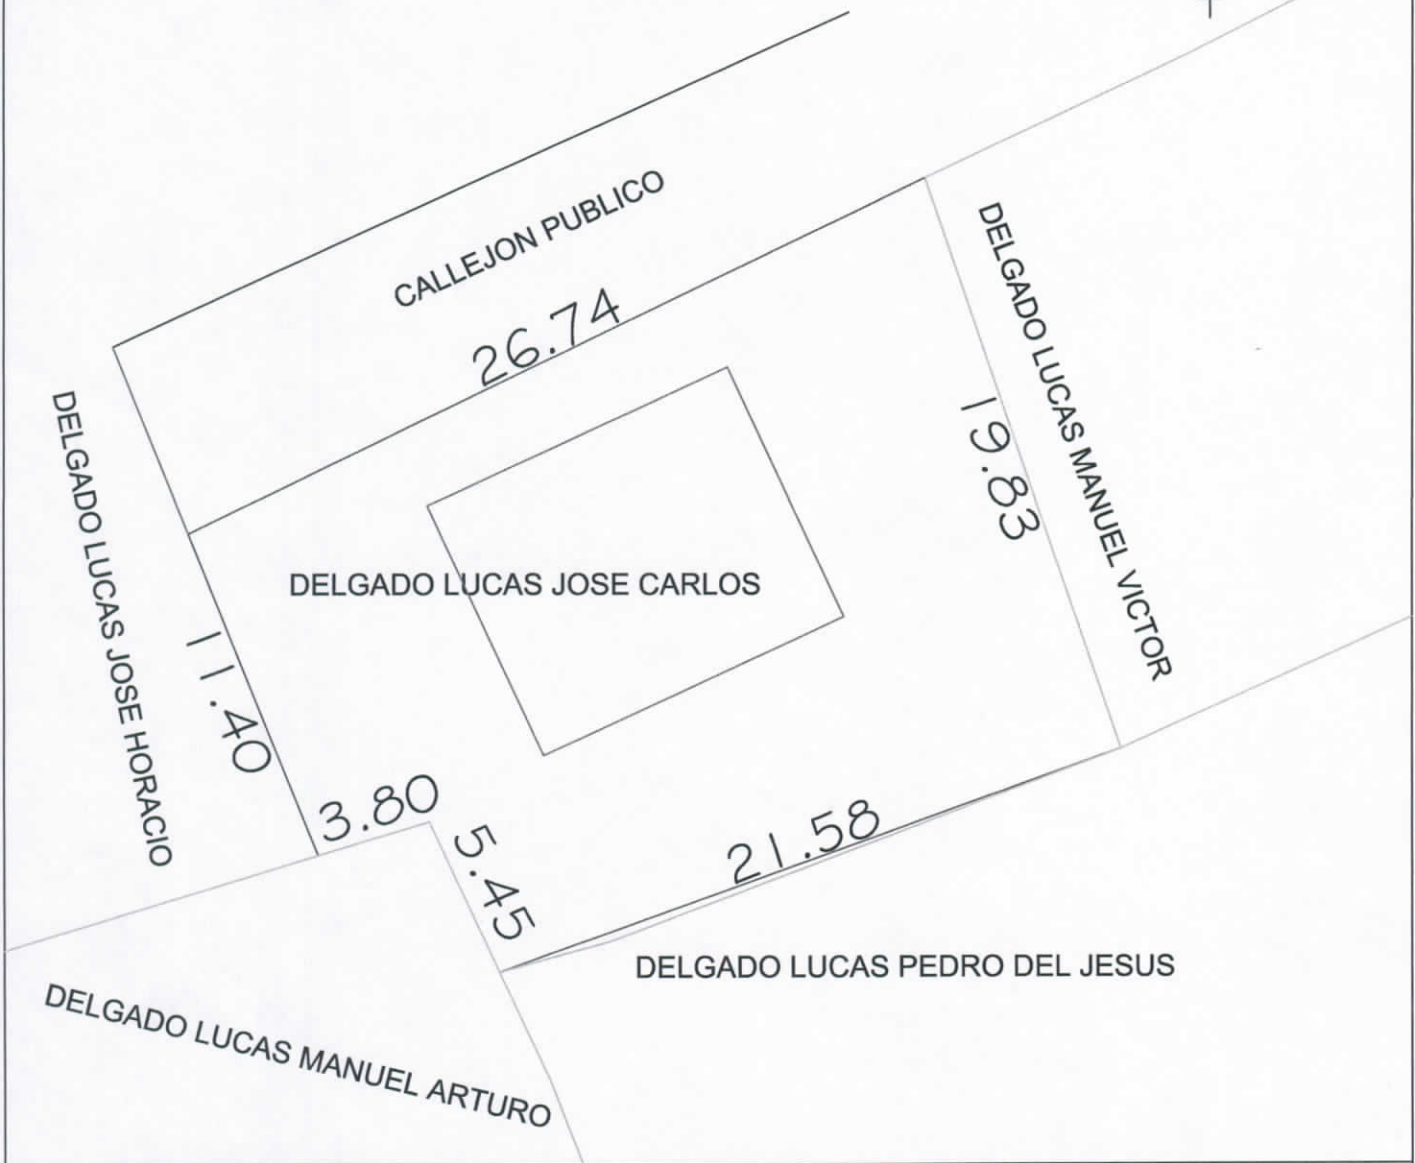 CALLEJON PUBLICO
26.74
DELGADO LUCAS MANUEL VICTOR
19.83
DELGADO LUCAS JOSE HORACIO
DELGADO LUCAS JOSE CARLOS
11.40
3.80
5.45
21.58
DELGADO LUCAS PEDRO DEL JESUS
DELGADO LUCAS MANUEL ARTURO